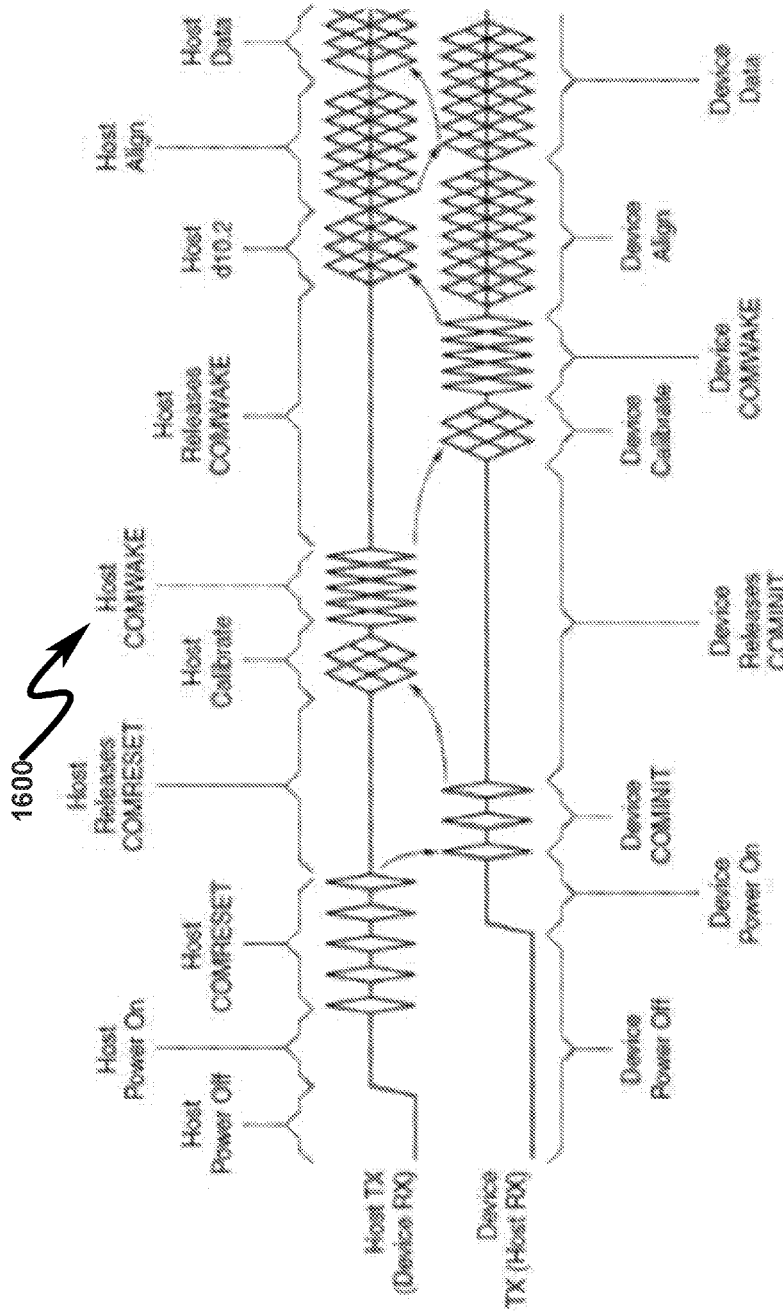 1600
Host
Power Off
Host
Power On
Host
COMRESET
Host
Releases
COMRESET
Host
Calibrate
Host
COMWAKE
Host
Releases
COMWAKE
Host
d10.2
Host
Align
Host
Data
Host TX
(Device RX)
Device
TX (Host RX)
Device
Power Off
Device
Power On
Device
COMINIT
Device
Releases
COMINIT
Device
Calibrate
Device
COMWAKE
Device
Align
Device
Data